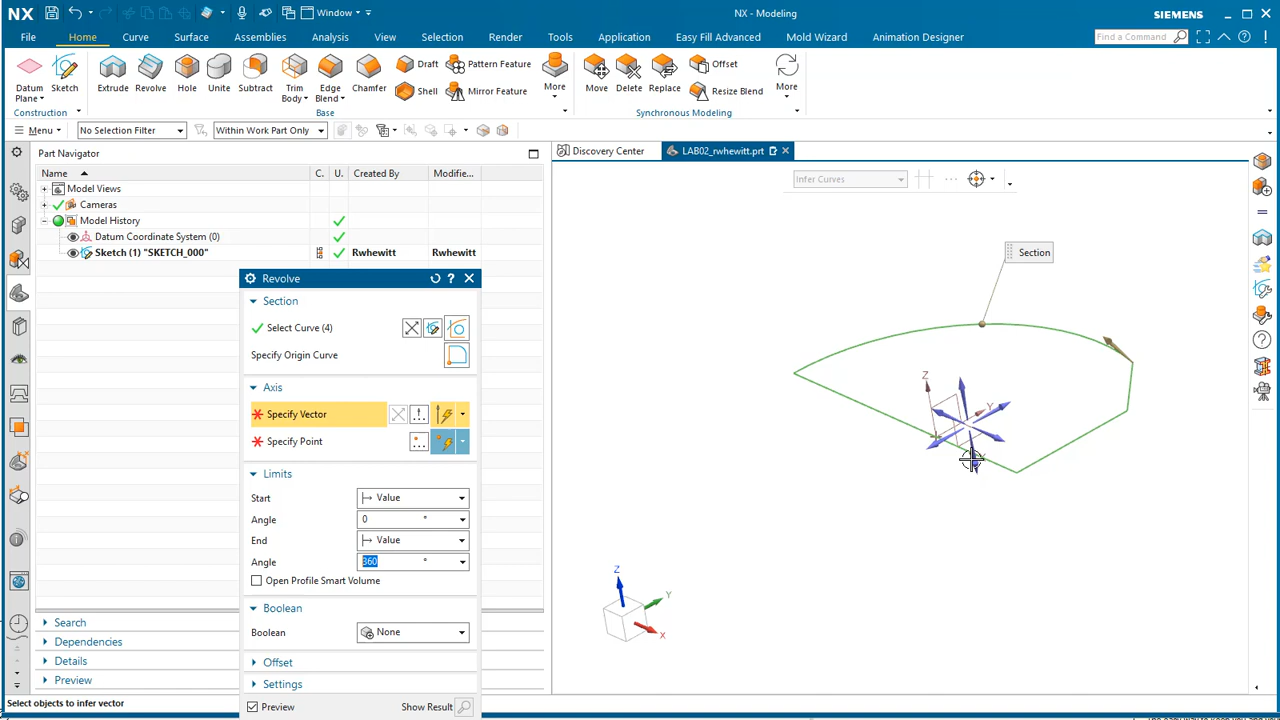 NX Window NX - Modeling SIEMENS
File Home Curve Surface Assemblies Analysis View Selection Render Tools Application Easy Fill Advanced Mold Wizard Animation Designer Find a Command
Draft Pattern Feature Offset
Datum Plane Sketch Extrude Revolve Hole Unite Subtract Trim Body Edge Blend Chamfer Shell Mirror Feature More Move Delete Replace Resize Blend More
Construction Base Synchronous Modeling
Menu No Selection Filter Within Work Part Only
Part Navigator Discovery Center LAB02_rwhewitt.prt
Name C. U. Created By Modifie... Infer Curves
Model Views
Cameras
Model History
Datum Coordinate System (0)
Sketch (1) "SKETCH_000" Rwhewitt Rwhewitt
Section
Revolve
Section
Select Curve (4)
Specify Origin Curve
Axis
Specify Vector
Specify Point
Limits
Start Value
Angle 0 °
End Value
Angle 360 °
Open Profile Smart Volume
Boolean
Boolean None
Offset
Settings
Preview Show Result
Search
Dependencies
Details
Preview
Select objects to infer vector
Z
Y
Z
Y
X